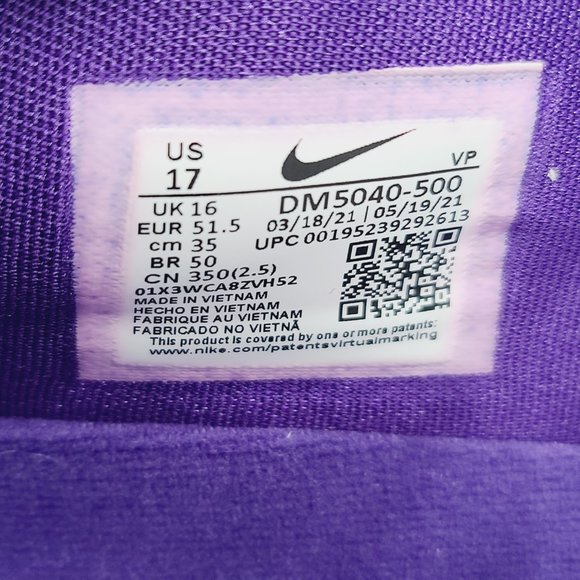 US
17
VP
UK 16
DM5040-500
EUR 51.5
03/18/21 | 05/19/21
cm 35
UPC 00195239292613
BR 50
CN 350(2.5)
01X3WCA8ZVH52
MADE IN VIETNAM
HECHO EN VIETNAM
FABRIQUE AU VIETNAM
FABRICADO NO VIETNÃ
This product is covered by one or more patents:
www.nike.com/patentsvirtualmarking